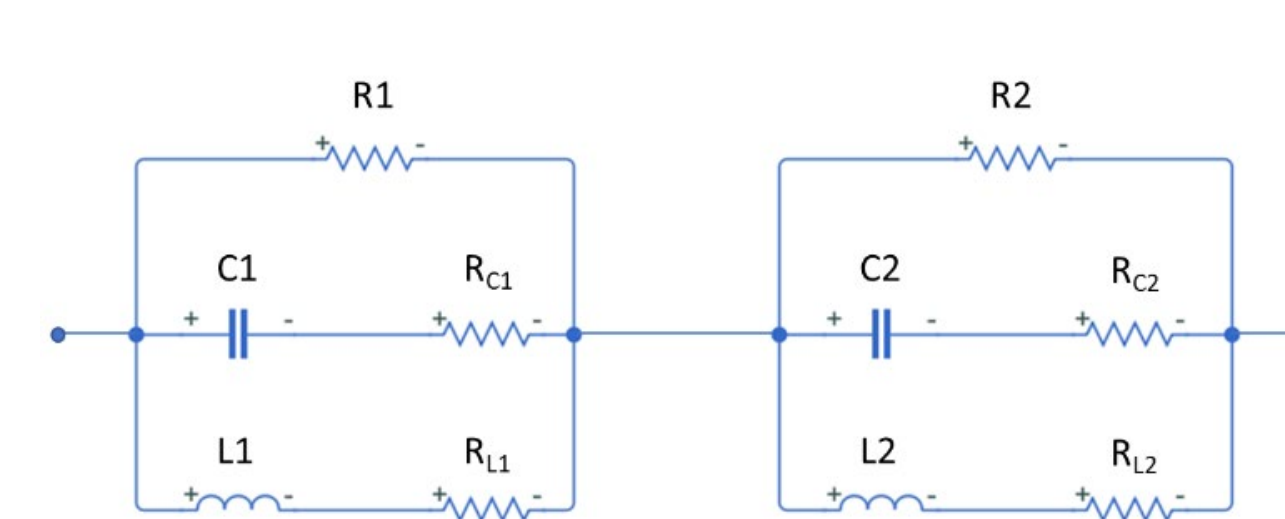 R1 R2
+ - + -
C1 RC1 C2 RC2
+ - + - + - + -
L1 RL1 L2 RL2
+ - + - + - + -